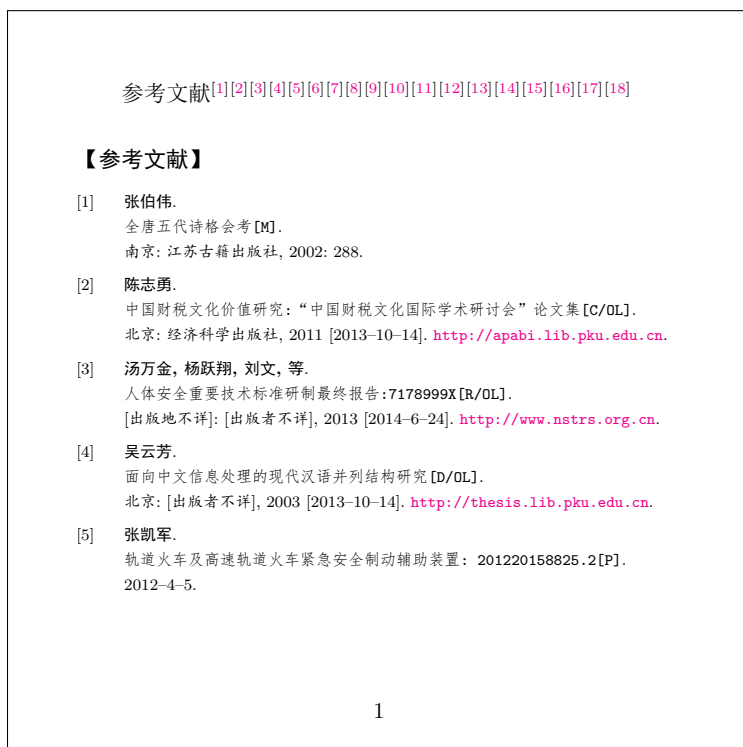 参考文献[1][2][3][4][5][6][7][8][9][10][11][12][13][14][15][16][17][18]
【参考文献】
[1] 张伯伟.
全唐五代诗格会考[M].
南京: 江苏古籍出版社, 2002: 288.
[2] 陈志勇.
中国财税文化价值研究：“中国财税文化国际学术研讨会”论文集[C/OL].
北京: 经济科学出版社, 2011 [2013–10–14]. http://apabi.lib.pku.edu.cn.
[3] 汤万金, 杨跃翔, 刘文, 等.
人体安全重要技术标准研制最终报告:7178999X[R/OL].
[出版地不详]: [出版者不详], 2013 [2014–6–24]. http://www.nstrs.org.cn.
[4] 吴云芳.
面向中文信息处理的现代汉语并列结构研究[D/OL].
北京: [出版者不详], 2003 [2013–10–14]. http://thesis.lib.pku.edu.cn.
[5] 张凯军.
轨道火车及高速轨道火车紧急安全制动辅助装置: 201220158825.2[P].
2012–4–5.
1